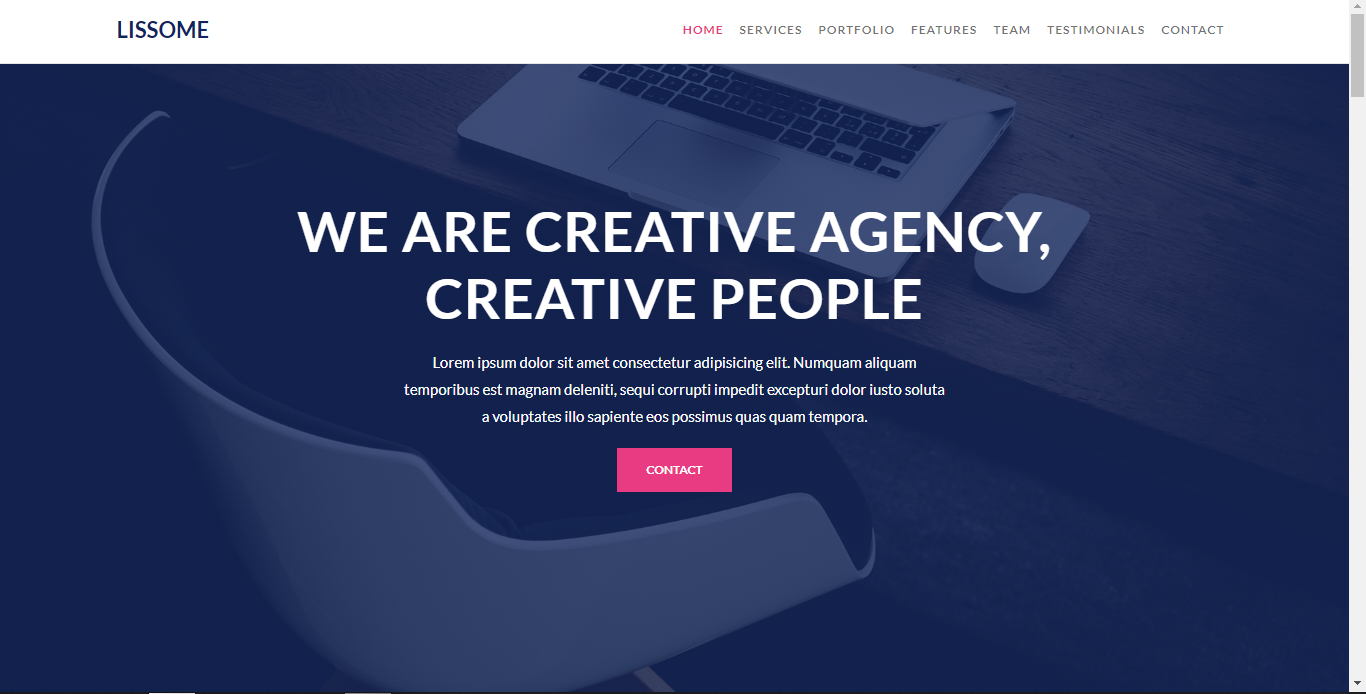 LISSOME
HOME SERVICES PORTFOLIO FEATURES TEAM TESTIMONIALS CONTACT
WE ARE CREATIVE AGENCY,
CREATIVE PEOPLE
Lorem ipsum dolor sit amet consectetur adipisicing elit. Numquam aliquam
temporibus est magnam deleniti, sequi corrupti impedit excepturi dolor iusto soluta
a voluptates illo sapiente eos possimus quas quam tempora.
CONTACT